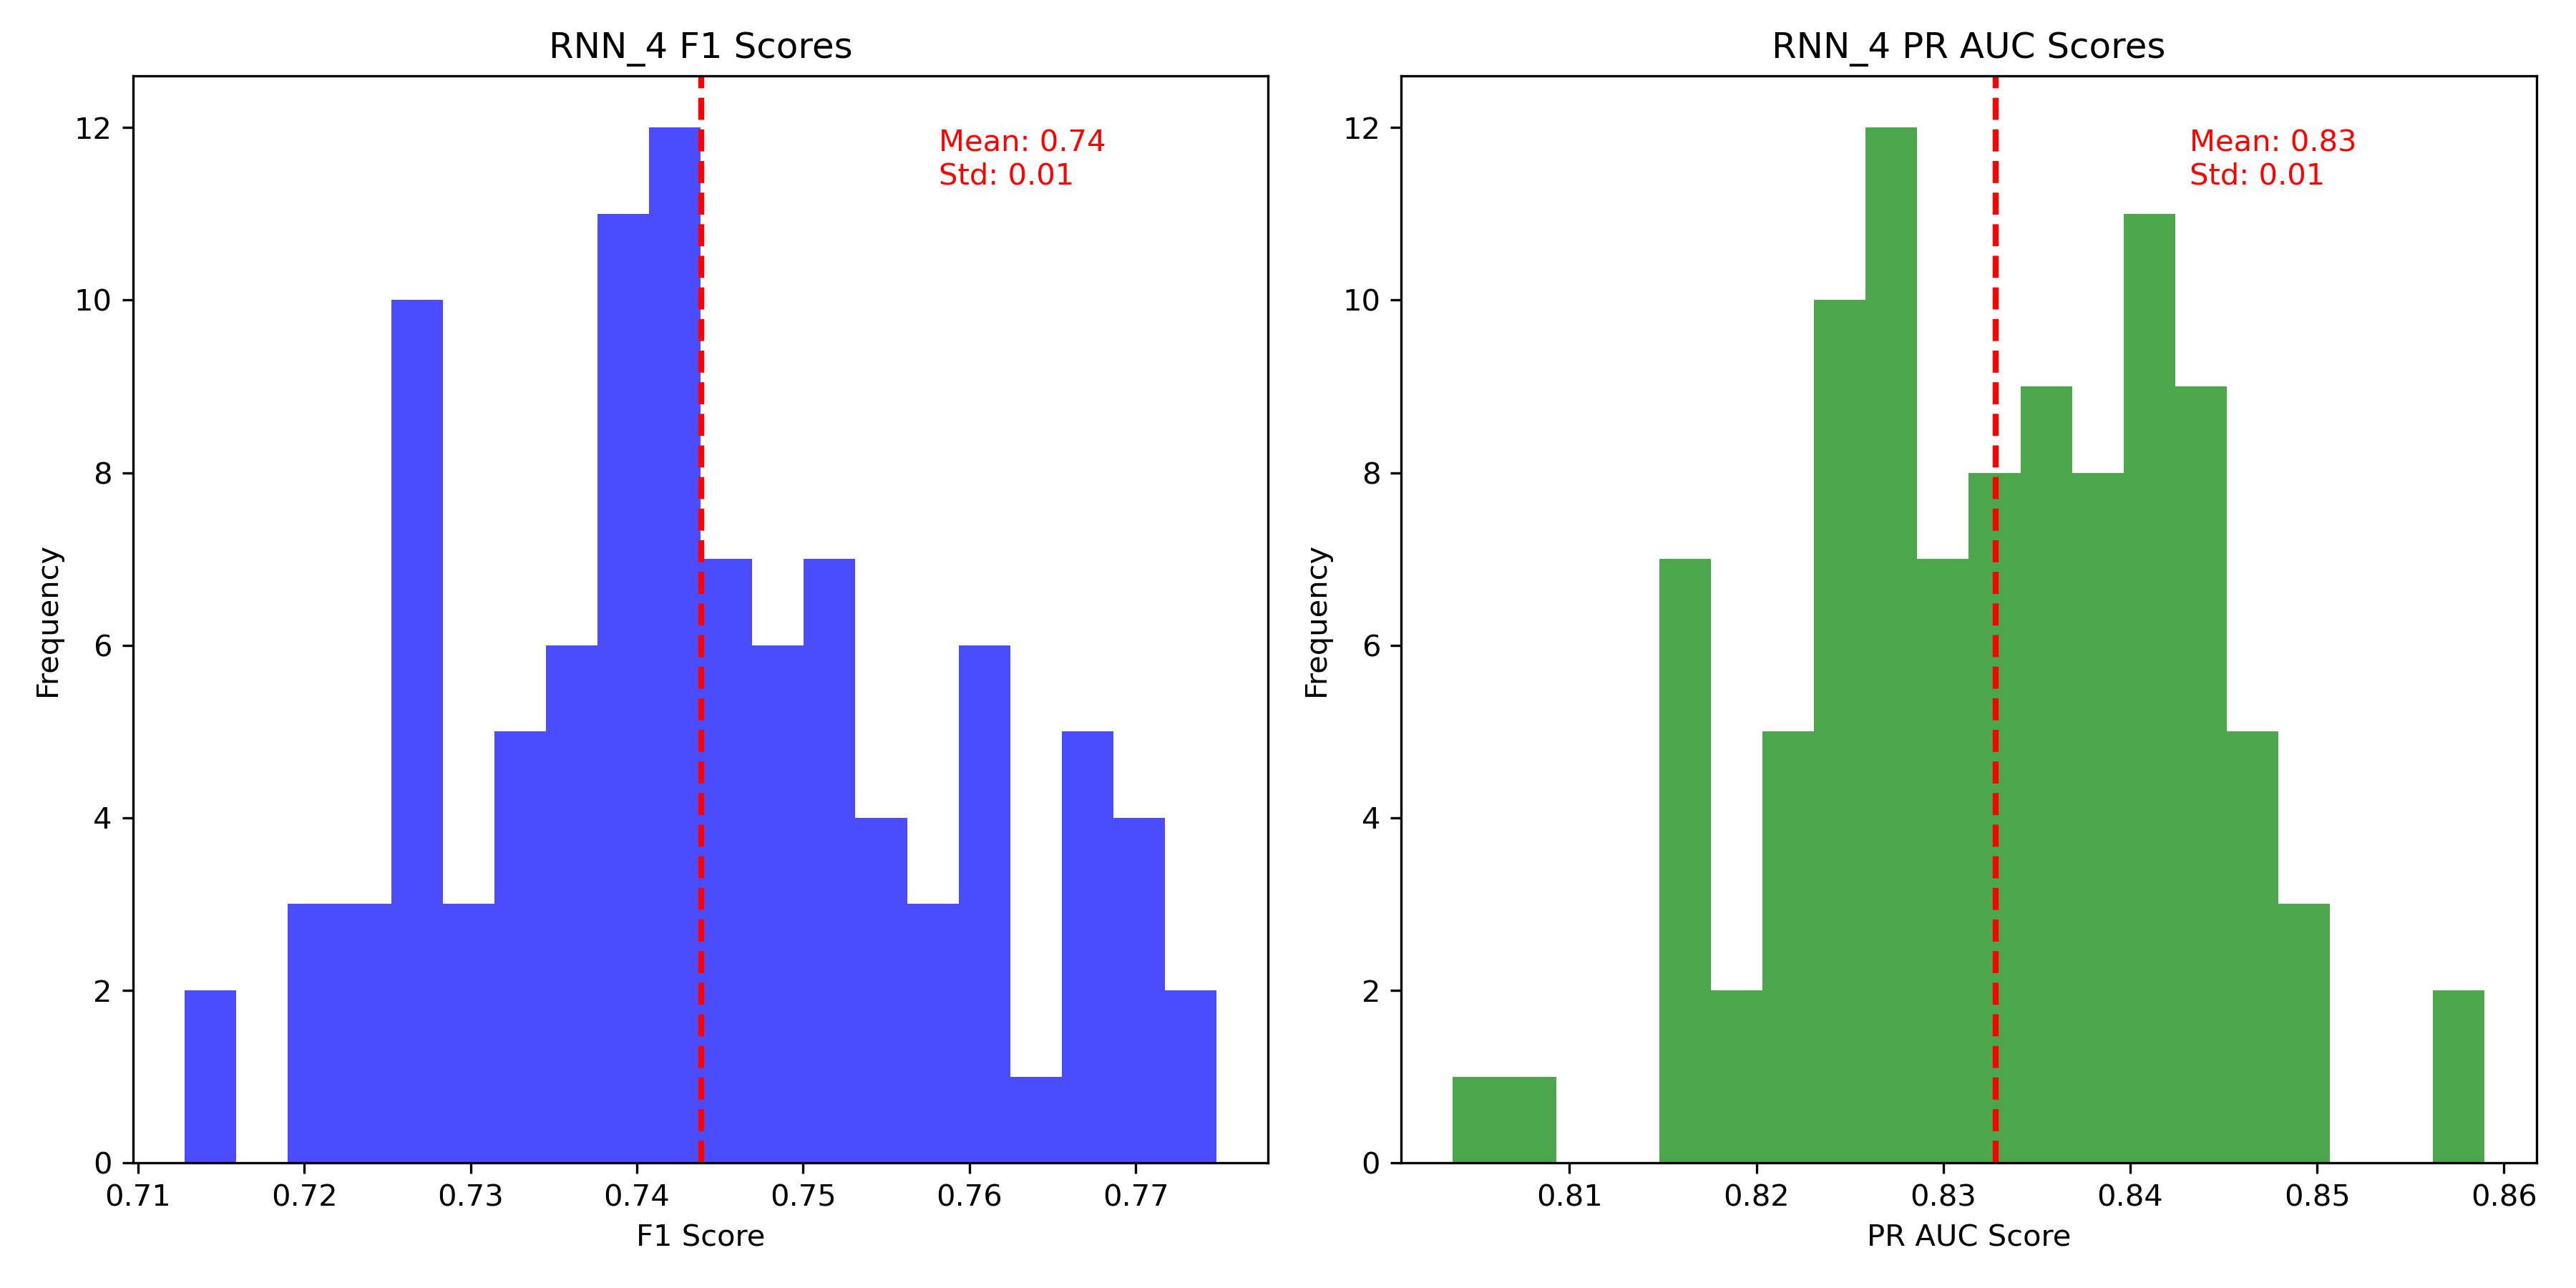 RNN_4 F1 Scores
12
10
8
6
4
2
0
Frequency
Mean: 0.74
Std: 0.01
0.71 0.72 0.73 0.74 0.75 0.76 0.77
F1 Score
RNN_4 PR AUC Scores
12
10
8
6
4
2
0
Frequency
Mean: 0.83
Std: 0.01
0.81 0.82 0.83 0.84 0.85 0.86
PR AUC Score